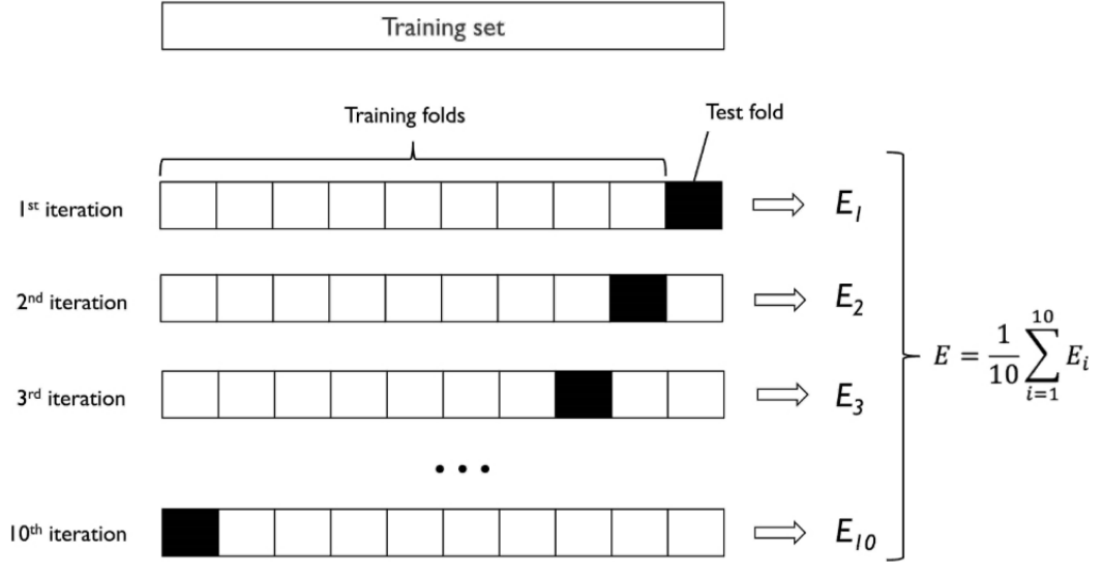 Training set
Training folds
Test fold
1st iteration
E1
2nd iteration
E2
E = 1/10 ∑ i=1 10 Ei
3rd iteration
E3
• • •
10th iteration
E10